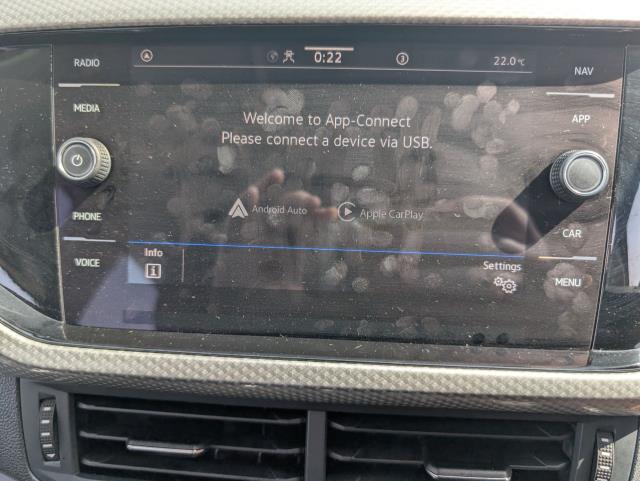 RADIO
MEDIA
PHONE
VOICE
0:22
3
22.0°C
Welcome to App-Connect
Please connect a device via USB.
Android Auto
Apple CarPlay
Info
i
Settings
NAV
APP
CAR
MENU